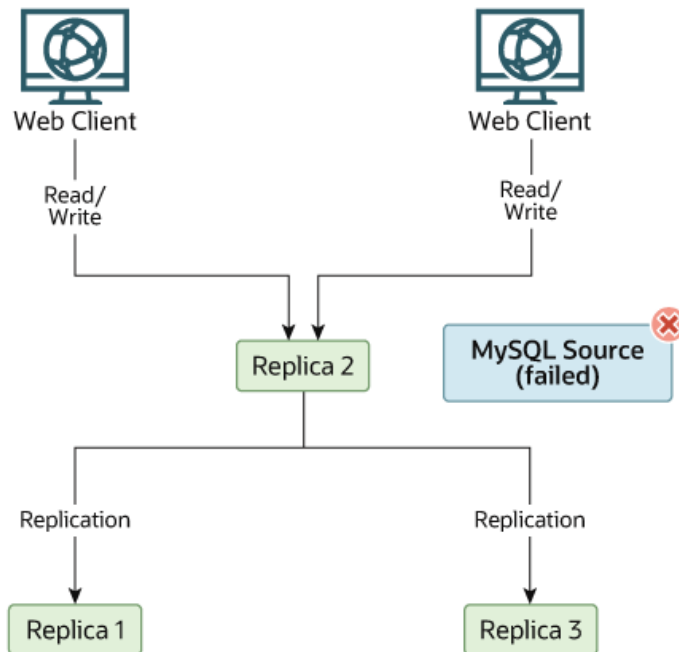 Web Client
Web Client
Read/
Write
Read/
Write
MySQL Source
(failed)
Replica 2
Replication
Replication
Replica 1
Replica 3